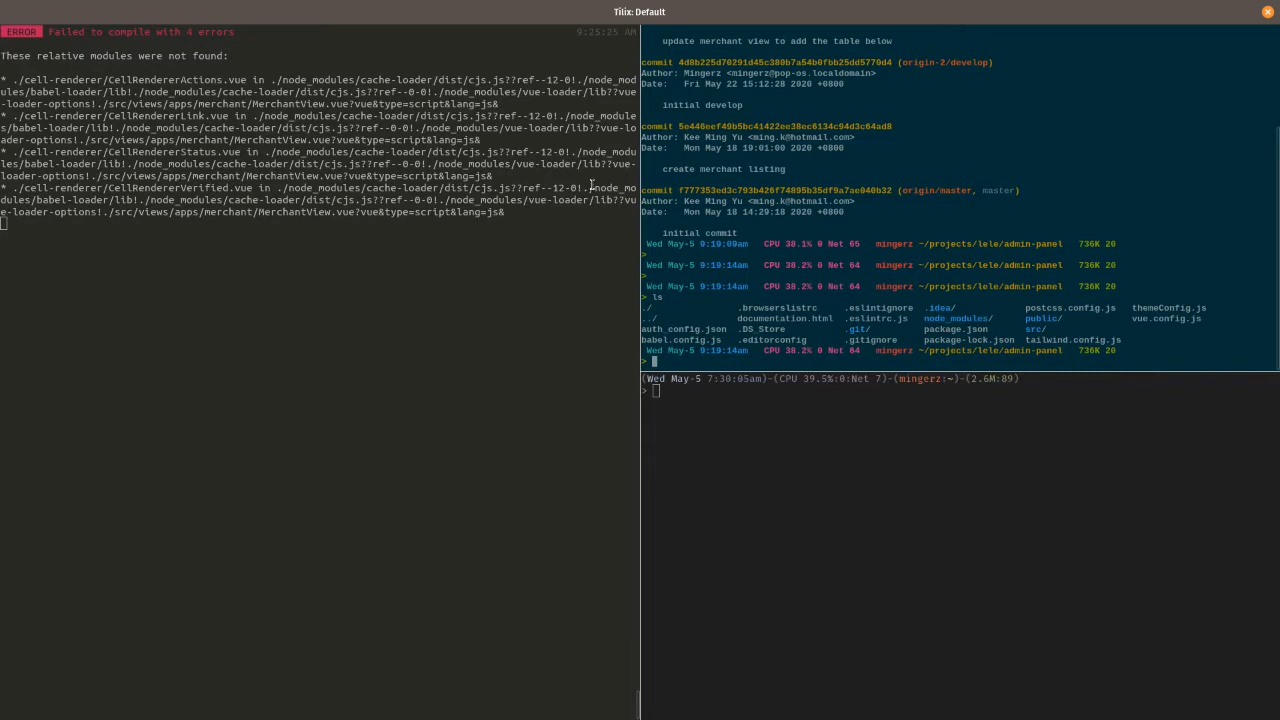 Tilix: Default
ERROR Failed to compile with 4 errors 9:25:25 AM
These relative modules were not found:
* ./cell-renderer/CellRendererActions.vue in ./node_modules/cache-loader/dist/cjs.js??ref--12-0!./node_mod
ules/babel-loader/lib!./node_modules/cache-loader/dist/cjs.js??ref--0-0!./node_modules/vue-loader/lib??vue
-loader-options!./src/views/apps/merchant/MerchantView.vue?vue&type=script&lang=js&
* ./cell-renderer/CellRendererLink.vue in ./node_modules/cache-loader/dist/cjs.js??ref--12-0!./node_module
s/babel-loader/lib!./node_modules/cache-loader/dist/cjs.js??ref--0-0!./node_modules/vue-loader/lib??vue-lo
ader-options!./src/views/apps/merchant/MerchantView.vue?vue&type=script&lang=js&
* ./cell-renderer/CellRendererStatus.vue in ./node_modules/cache-loader/dist/cjs.js??ref--12-0!./node_modu
les/babel-loader/lib!./node_modules/cache-loader/dist/cjs.js??ref--0-0!./node_modules/vue-loader/lib??vue-
loader-options!./src/views/apps/merchant/MerchantView.vue?vue&type=script&lang=js&
* ./cell-renderer/CellRendererVerified.vue in ./node_modules/cache-loader/dist/cjs.js??ref--12-0!./node_mo
dules/babel-loader/lib!./node_modules/cache-loader/dist/cjs.js??ref--0-0!./node_modules/vue-loader/lib??vu
e-loader-options!./src/views/apps/merchant/MerchantView.vue?vue&type=script&lang=js&
update merchant view to add the table below
commit 4d8b225d70291d45c380b7a54b0fbb25dd5770d4 (origin-2/develop)
Author: Mingerz <mingerz@pop-os.localdomain>
Date: Fri May 22 15:12:28 2020 +0800
initial develop
commit 5e446eef49b5bc41422ee38ec6134c94d3c64ad8
Author: Kee Ming Yu <ming.k@hotmail.com>
Date: Mon May 18 19:01:00 2020 +0800
create merchant listing
commit f777353ed3c793b426f74895b35df9a7ae040b32 (origin/master, master)
Author: Kee Ming Yu <ming.k@hotmail.com>
Date: Mon May 18 14:29:18 2020 +0800
initial commit
Wed May-5 9:19:09am CPU 38.1% 0 Net 65 mingerz ~/projects/lele/admin-panel 736K 20
>
Wed May-5 9:19:14am CPU 38.2% 0 Net 64 mingerz ~/projects/lele/admin-panel 736K 20
>
Wed May-5 9:19:14am CPU 38.2% 0 Net 64 mingerz ~/projects/lele/admin-panel 736K 20
> ls
./ .browserslistrc .eslintignore .idea/ postcss.config.js themeConfig.js
../ documentation.html .eslintrc.js node_modules/ public/ vue.config.js
auth_config.json .DS_Store .git/ package.json src/
babel.config.js .editorconfig .gitignore package-lock.json tailwind.config.js
Wed May-5 9:19:14am CPU 38.2% 0 Net 64 mingerz ~/projects/lele/admin-panel 736K 20
>
(Wed May-5 7:30:05am)-(CPU 39.5%:0:Net 7)-(mingerz:~)-(2.6M:89)
>